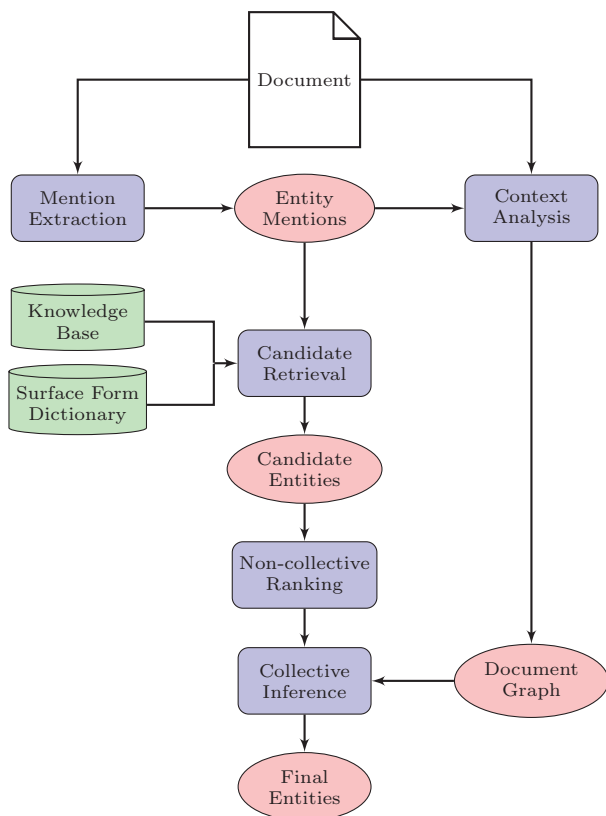 Document
Mention
Extraction
Entity
Mentions
Context
Analysis
Knowledge
Base
Surface Form
Dictionary
Candidate
Retrieval
Candidate
Entities
Non-collective
Ranking
Collective
Inference
Document
Graph
Final
Entities